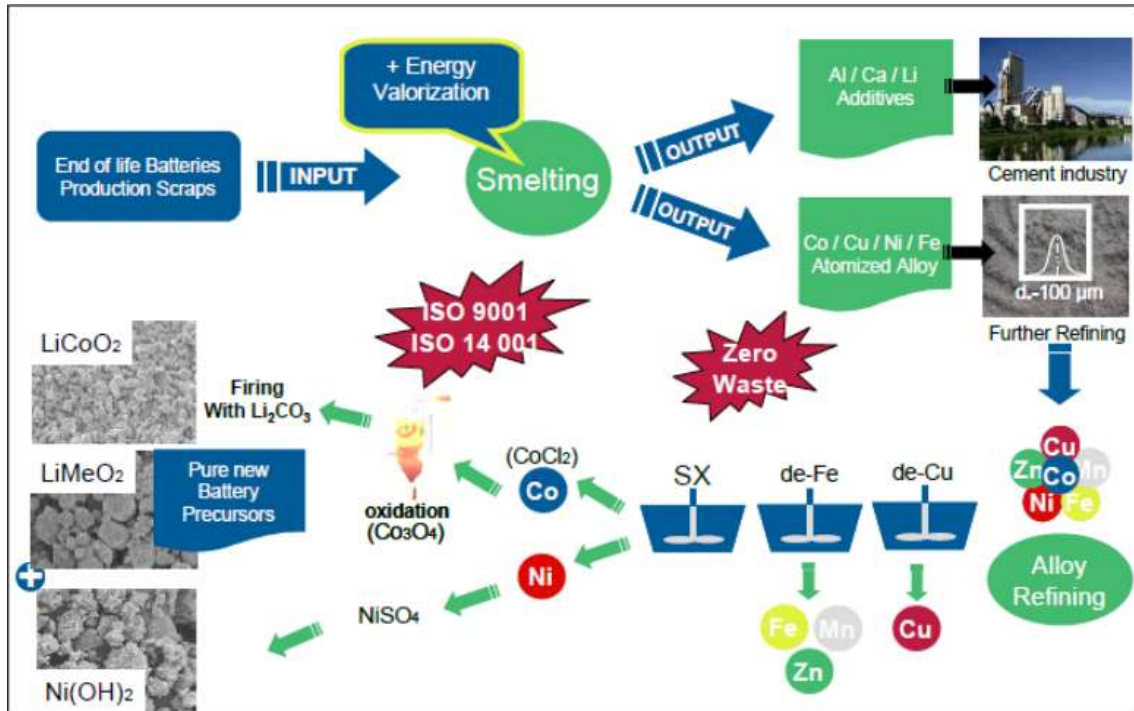 + Energy
Valorization
End of life Batteries
Production Scraps
INPUT
Smelting
OUTPUT
OUTPUT
Al / Ca / Li
Additives
Cement industry
Co / Cu / Ni / Fe
Atomized Alloy
d.-100 µm
Further Refining
ISO 9001
ISO 14 001
Zero
Waste
LiCoO₂
Firing
With Li₂CO₃
LiMeO₂
Pure new
Battery
Precursors
oxidation
(Co₃O₄)
(CoCl₂)
Co
SX
de-Fe
de-Cu
Cu
Zn
Mn
Co
Ni
Fe
Alloy
Refining
Ni
NiSO₄
Fe
Mn
Zn
Cu
+
Ni(OH)₂